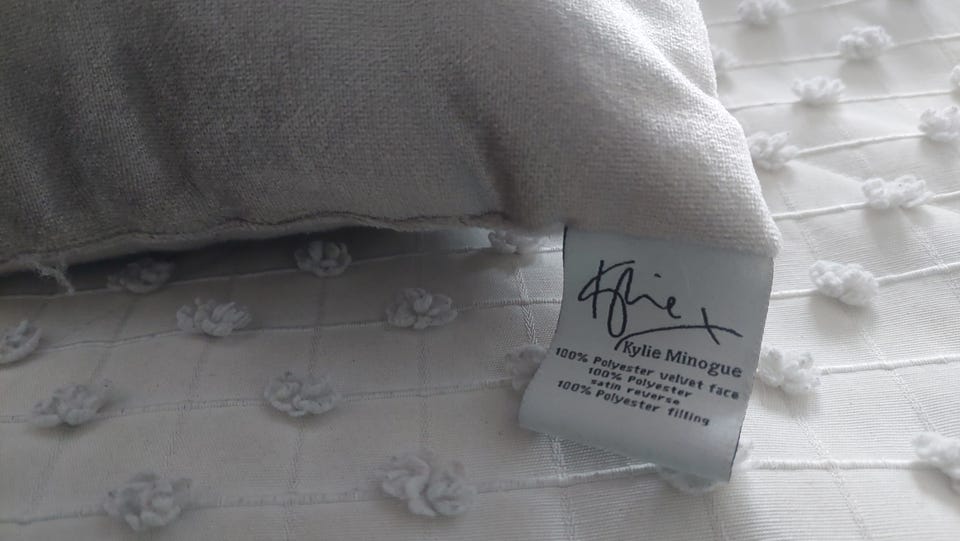 Kylie x
Kylie Minogue
100% Polyester velvet face
100% Polyester
satin reverse
100% Polyester filling